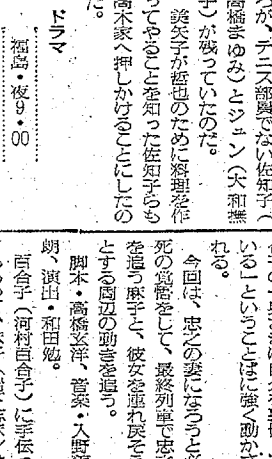 うが、テニス部員でない佐知子（
高橋まゆみ）とジュン（大和撫
子）が残っていたのだ。
美矢子が哲也のために料理を作
ってやることを知った佐知子らも
高木家へ押しかけることにしたの
だ。
ドラマ
福島・夜9・00
いる」ということばに強く動かさ
れる。
今回は、忠之の妻になろうと必
死の覚悟をして、最終列車で忠之
を追う麻子と、彼女を連れ戻そう
とする周辺の動きを追う。
脚本・高橋玄洋、音楽・入野義
朗、演出・和田勉。
百合子（河村百合子）に手伝っ